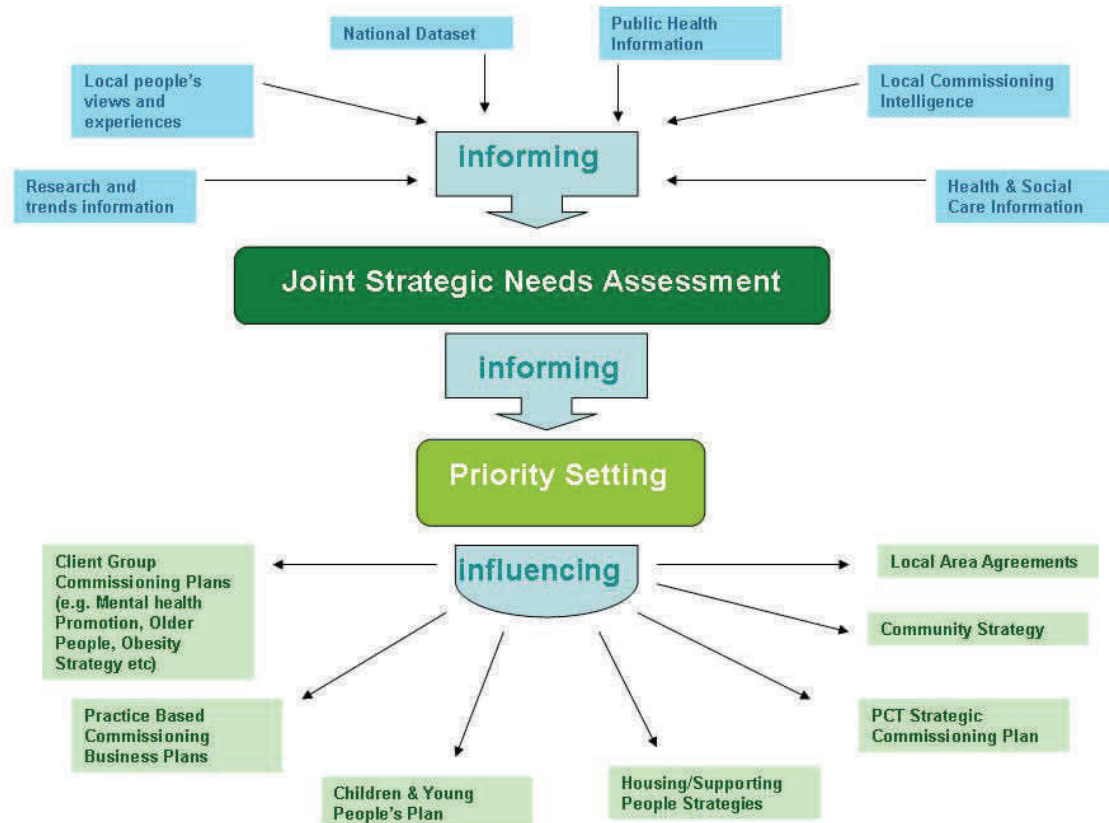 National Dataset
Public Health
Information
Local people's
views and
experiences
Local Commissioning
Intelligence
informing
Research and
trends information
Health & Social
Care Information
Joint Strategic Needs Assessment
informing
Priority Setting
influencing
Client Group
Commissioning Plans
(e.g. Mental health
Promotion, Older
People, Obesity
Strategy etc)
Local Area Agreements
Community Strategy
Practice Based
Commissioning
Business Plans
PCT Strategic
Commissioning Plan
Children & Young
People's Plan
Housing/Supporting
People Strategies